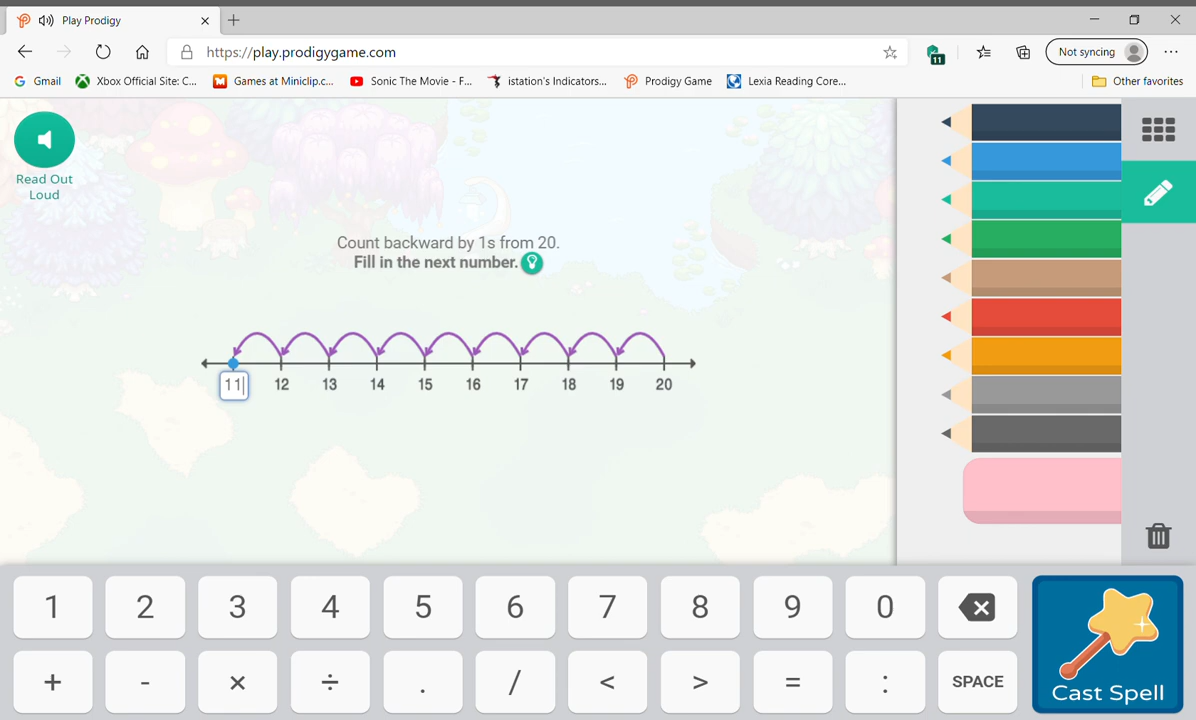 Play Prodigy
https://play.prodigygame.com
11
Not syncing
Gmail
Xbox Official Site: C...
Games at Miniclip.c...
Sonic The Movie - F...
istation's Indicators...
Prodigy Game
Lexia Reading Core...
Other favorites
Read Out
Loud
Count backward by 1s from 20.
Fill in the next number.
11 12 13 14 15 16 17 18 19 20
1 2 3 4 5 6 7 8 9 0
+ - × ÷ . / < > = : SPACE
Cast Spell